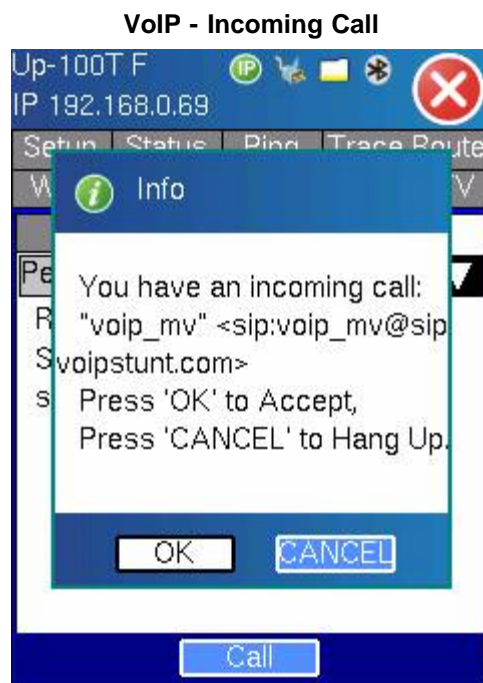 VoIP - Incoming Call
Up-100T F
IP 192.168.0.69
Setup Status Ping Trace Route
Info
You have an incoming call:
"voip_mv" <sip:voip_mv@sip
voipstunt.com>
Press 'OK' to Accept,
Press 'CANCEL' to Hang Up.
OK CANCEL
Call